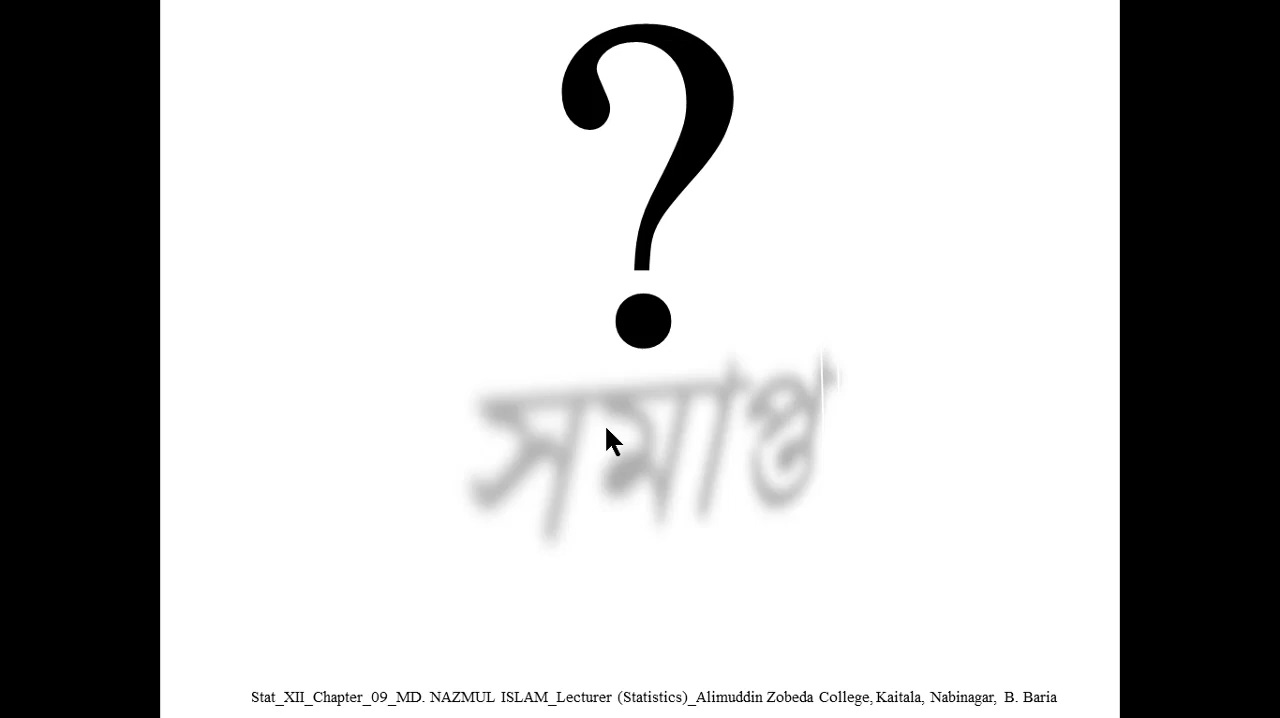 ?
সমাপ্ত
Stat_XII_Chapter_09_MD. NAZMUL ISLAM_Lecturer (Statistics)_Alimuddin Zobeda College, Kaitala, Nabinagar, B. Baria